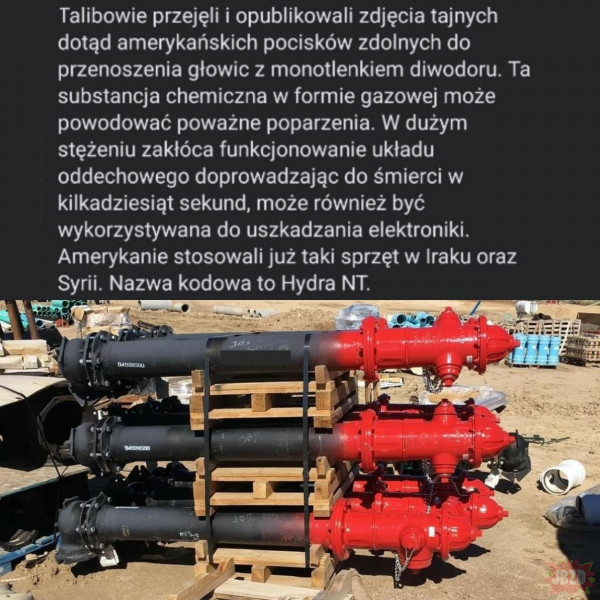 Talibowie przejęli i opublikowali zdjęcia tajnych
dotąd amerykańskich pocisków zdolnych do
przenoszenia głowic z monotlenkiem diwodoru. Ta
substancja chemiczna w formie gazowej może
powodować poważne poparzenia. W dużym
stężeniu zakłóca funkcjonowanie układu
oddechowego doprowadzając do śmierci w
kilkadziesiąt sekund, może również być
wykorzystywana do uszkadzania elektroniki.
Amerykanie stosowali już taki sprzęt w Iraku oraz
Syrii. Nazwa kodowa to Hydra NT.
JBZD